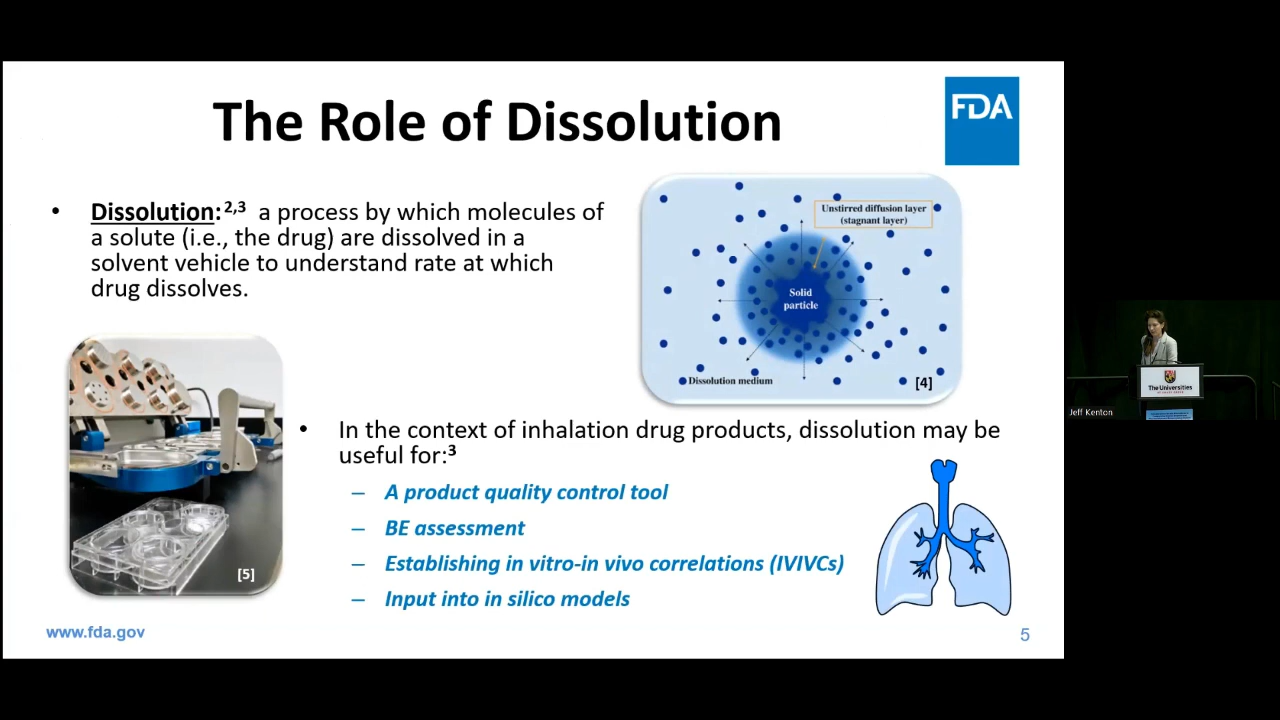 The Role of Dissolution
FDA
• Dissolution:2,3 a process by which molecules of
a solute (i.e., the drug) are dissolved in a
solvent vehicle to understand rate at which
drug dissolves.
Unstirred diffusion layer
(stagnant layer)
Solid
particle
Dissolution medium
[4]
[5]
• In the context of inhalation drug products, dissolution may be
useful for:3
– A product quality control tool
– BE assessment
– Establishing in vitro-in vivo correlations (IVIVCs)
– Input into in silico models
www.fda.gov
5
The Universities
Jeff Kenton